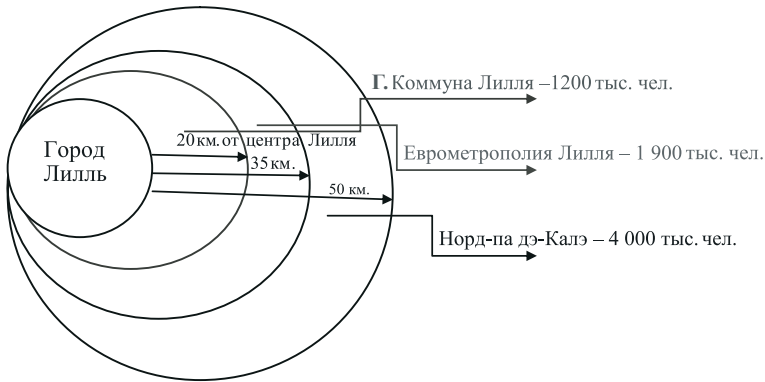 Г. Коммуна Лилля –1200 тыс. чел.
20 км. от центра Лилля
Город
Лилль
35 км.
Еврометрополия Лилля – 1 900 тыс. чел.
50 км.
Норд-па дэ-Калэ – 4 000 тыс. чел.